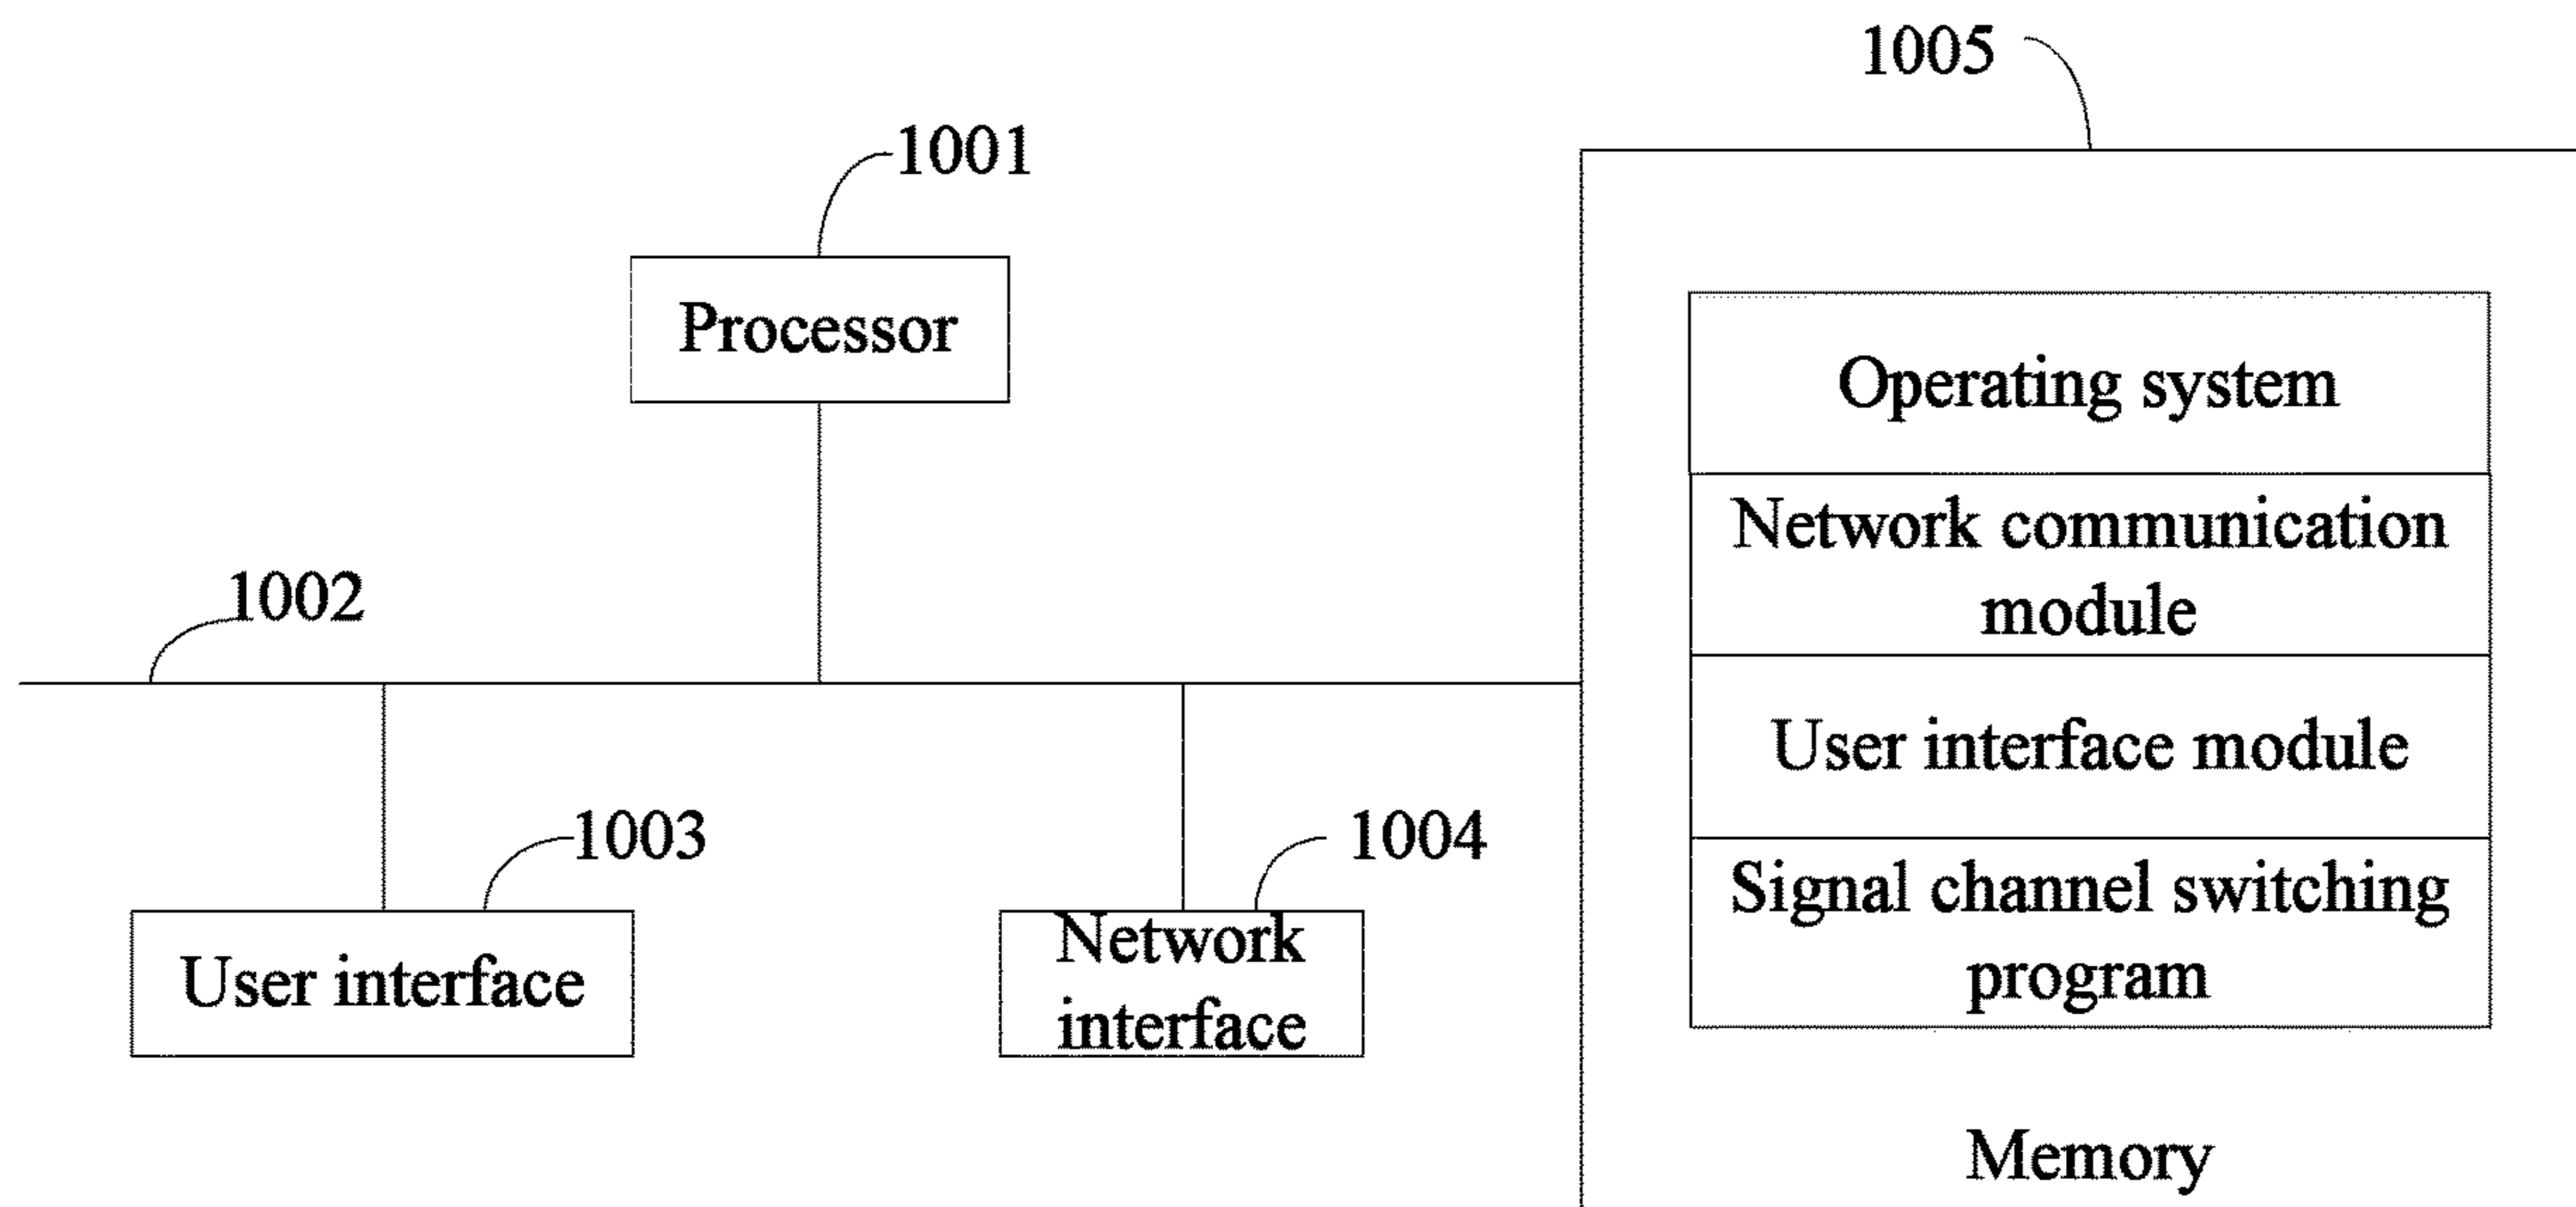 1005
1001
Processor
Operating system
Network communication
module
1002
User interface module
1003
1004
Signal channel switching
program
User interface
Network
interface
Memory